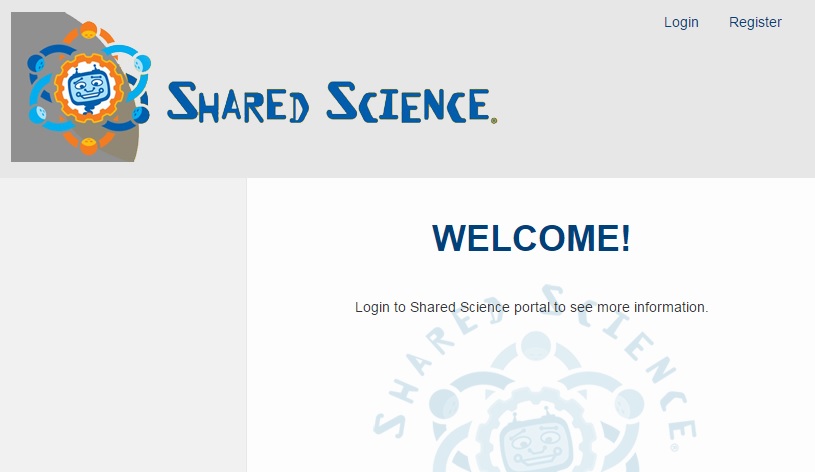 Login Register
SHARED SCIENCE®
WELCOME!
Login to Shared Science portal to see more information.
SHARED SCIENCE®